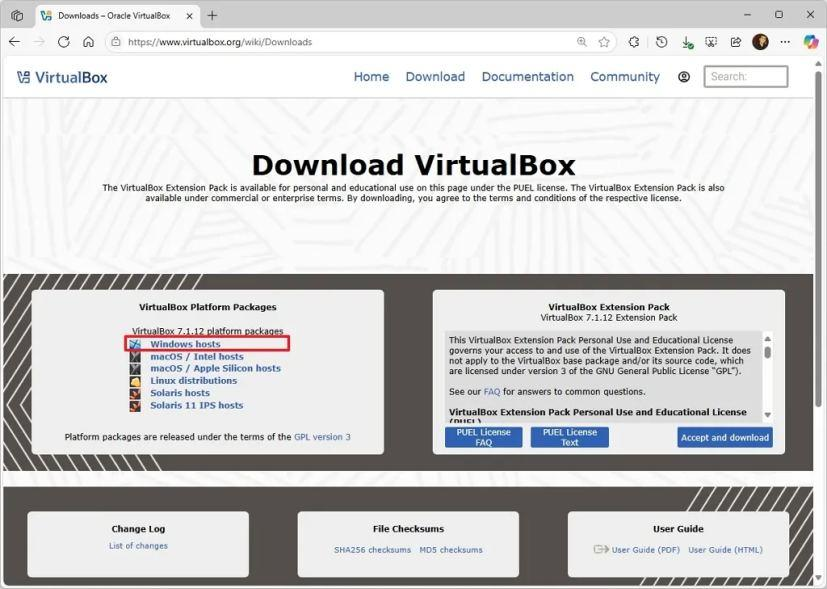 Downloads – Oracle VirtualBox
https://www.virtualbox.org/wiki/Downloads
VirtualBox
Home Download Documentation Community Search:
Download VirtualBox
The VirtualBox Extension Pack is available for personal and educational use on this page under the PUEL license. The VirtualBox Extension Pack is also
available under commercial or enterprise terms. By downloading, you agree to the terms and conditions of the respective license.
VirtualBox Platform Packages
VirtualBox 7.1.12 platform packages
Windows hosts
macOS / Intel hosts
macOS / Apple Silicon hosts
Linux distributions
Solaris hosts
Solaris 11 IPS hosts
Platform packages are released under the terms of the GPL version 3
VirtualBox Extension Pack
VirtualBox 7.1.12 Extension Pack
This VirtualBox Extension Pack Personal Use and Educational License
governs your access to and use of the VirtualBox Extension Pack. It does
not apply to the VirtualBox base package and/or its source code, which
are licensed under version 3 of the GNU General Public License "GPL").
See our FAQ for answers to common questions.
VirtualBox Extension Pack Personal Use and Educational License
(PUEL)
PUEL License
FAQ
PUEL License
Text
Accept and download
Change Log
List of changes
File Checksums
SHA256 checksums MD5 checksums
User Guide
User Guide (PDF) User Guide (HTML)